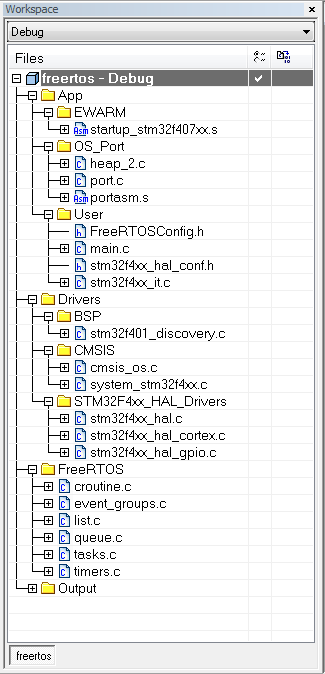 Workspace
Debug
Files
freertos - Debug
App
EWARM
startup_stm32f407xx.s
OS_Port
heap_2.c
port.c
portasm.s
User
FreeRTOSConfig.h
main.c
stm32f4xx_hal_conf.h
stm32f4xx_it.c
Drivers
BSP
stm32f401_discovery.c
CMSIS
cmsis_os.c
system_stm32f4xx.c
STM32F4xx_HAL_Drivers
stm32f4xx_hal.c
stm32f4xx_hal_cortex.c
stm32f4xx_hal_gpio.c
FreeRTOS
croutine.c
event_groups.c
list.c
queue.c
tasks.c
timers.c
Output
freertos